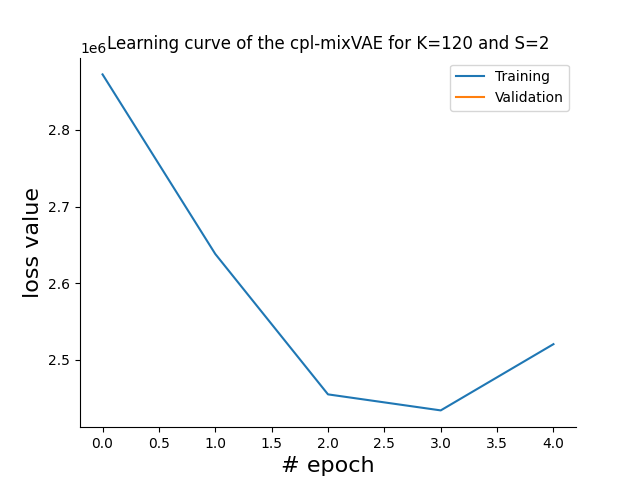 Learning curve of the cpl-mixVAE for K=120 and S=2
1e6
Training
Validation
2.8
2.7
2.6
2.5
loss value
0.0 0.5 1.0 1.5 2.0 2.5 3.0 3.5 4.0
# epoch